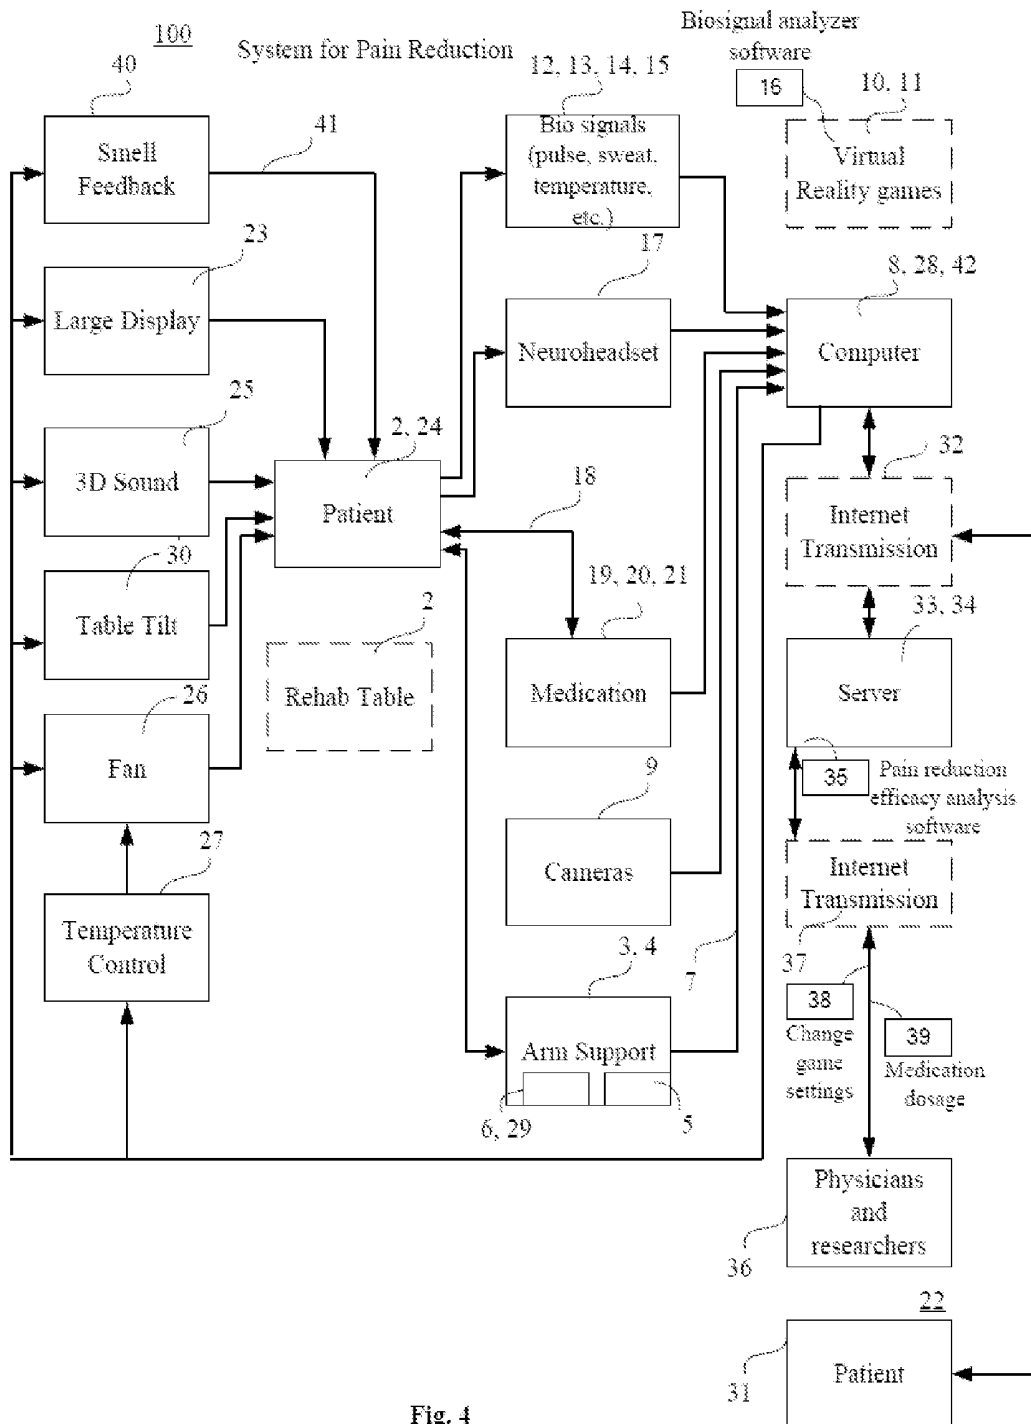 100
System for Pain Reduction
Biosignal analyzer
software
16
40
Smell
Feedback
41
12, 13, 14, 15
Bio signals
(pulse, sweat,
temperature,
etc.)
10, 11
Virtual
Reality games
23
Large Display
17
Neuroheadset
8, 28, 42
Computer
25
3D Sound
2, 24
Patient
18
32
Internet
Transmission
30
Table Tilt
2
Rehab Table
19, 20, 21
Medication
33, 34
Server
26
Fan
35
Pain reduction
efficacy analysis
software
9
Cameras
Internet
Transmission
37
27
Temperature
Control
3, 4
7
Arm Support
6, 29
5
38
Change
game
settings
39
Medication
dosage
Physicians
and
researchers
36
22
Patient
31
Fig. 4